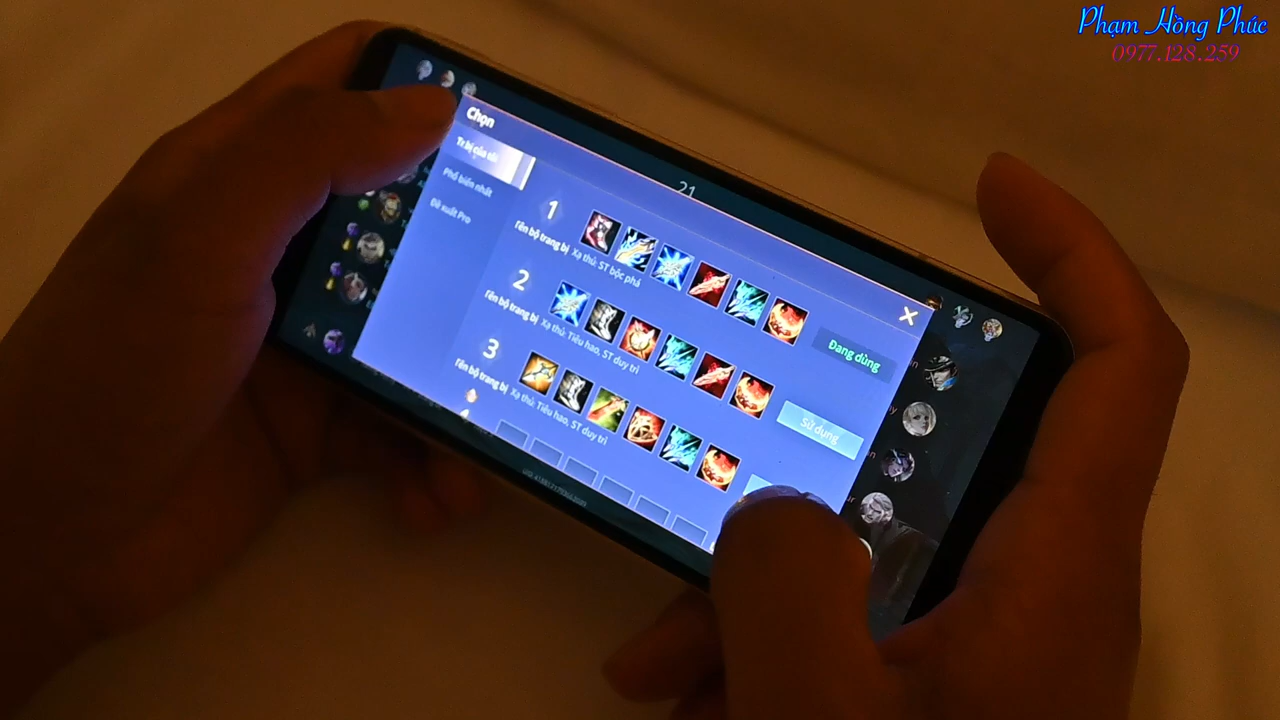 Phạm Hồng Phúc
0977.128.259
Chọn
21
Tr.bị của tôi
Phổ biến nhất
Đề xuất Pro
1
Tên bộ trang bị Xạ thủ: ST bộc phá
Đang dùng
2
Tên bộ trang bị Xạ thủ: Tiêu hao, ST duy trì
Sử dụng
3
Tên bộ trang bị Xạ thủ: Tiêu hao, ST duy trì